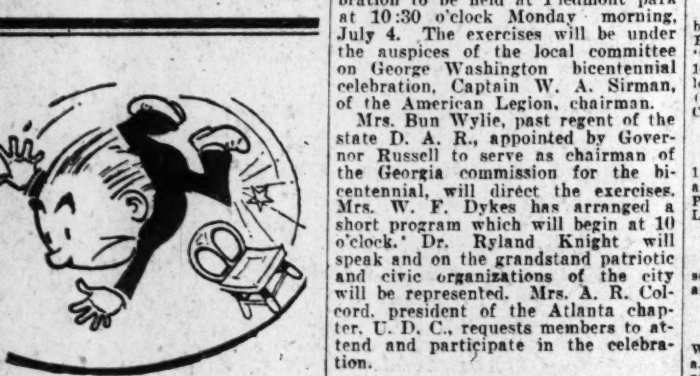 bration to be held at Piedmont park
at 10:30 o'clock Monday morning,
July 4. The exercises will be under
the auspices of the local committee
on George Washington bicentennial
celebration, Captain W. A. Sirman,
of the American Legion, chairman.
Mrs. Bun Wylie, past regent of the
state D. A. R., appointed by Gover-
nor Russell to serve as chairman of
the Georgia commission for the bi-
centennial, will direct the exercises.
Mrs. W. F. Dykes has arranged a
short program which will begin at 10
o'clock. Dr. Ryland Knight will
speak and on the grandstand patriotic
and civic organizations of the city
will be represented. Mrs. A. R. Col-
cord, president of the Atlanta chap-
ter, U. D. C., requests members to at-
tend and participate in the celebra-
tion.